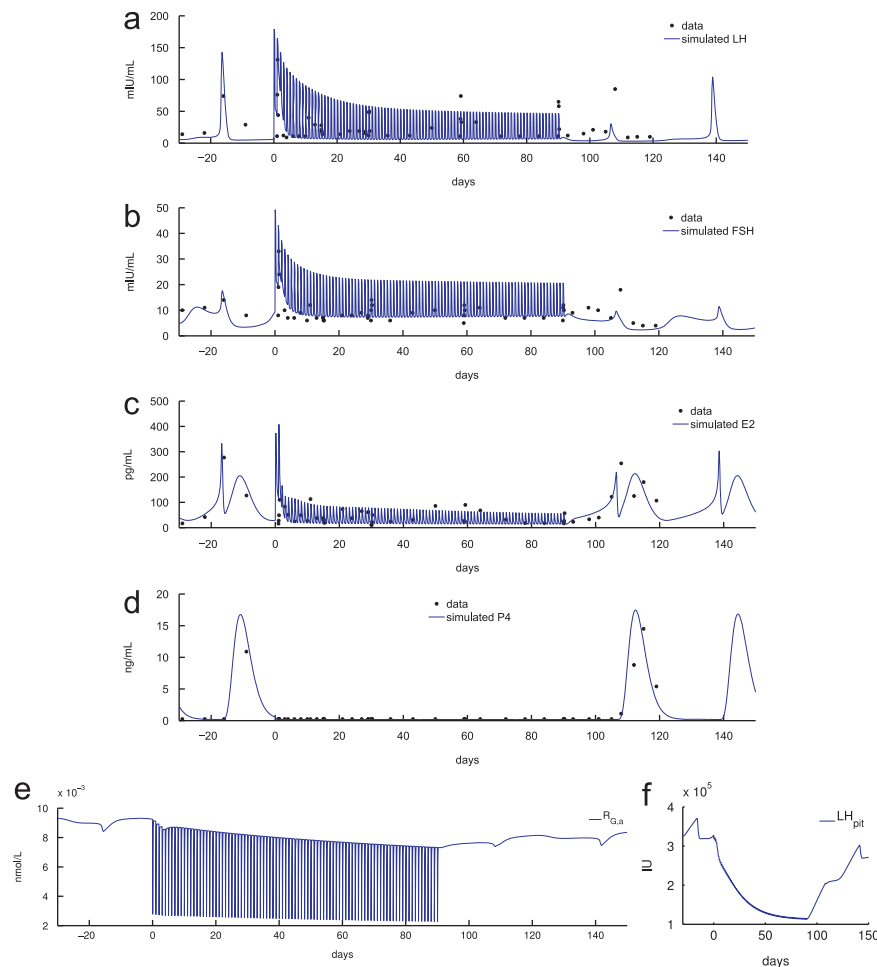 a
200
150
100
50
0
mIU/mL
data
simulated LH
−20 0 20 40 60 80 100 120 140
days
b
50
40
30
20
10
0
mIU/mL
data
simulated FSH
−20 0 20 40 60 80 100 120 140
days
c
500
400
300
200
100
0
pg/mL
data
simulated E2
−20 0 20 40 60 80 100 120 140
days
d
20
15
10
5
0
ng/mL
data
simulated P4
−20 0 20 40 60 80 100 120 140
days
e
x 10⁻³
10
8
6
4
2
nmol/L
R_G,a
−20 0 20 40 60 80 100 120 140
days
f
x 10⁵
4
3
2
1
IU
LH_pit
0 50 100 150
days